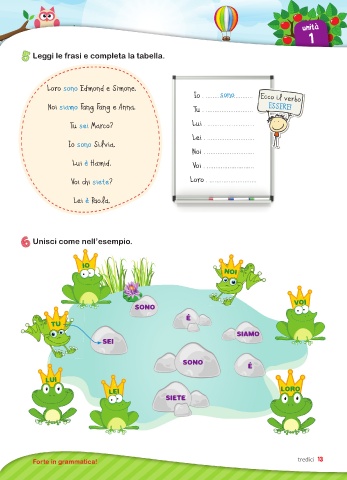 unità
1
5 Leggi le frasi e completa la tabella.
Loro sono Edmond e Simone.
Noi siamo Fang Fang e Anna.
Tu sei Marco?
Io sono Silvia.
Lui è Hamid.
Voi chi siete?
Lei è Paola.
Io sono
Tu
Lui
Lei
Noi
Voi
Loro
Ecco il verbo
ESSERE!
6 Unisci come nell'esempio.
IO
NOI
VOI
SONO
È
TU
SIAMO
SEI
SONO
È
LUI
LEI
SIETE
LORO
Forte in grammatica!
tredici 13